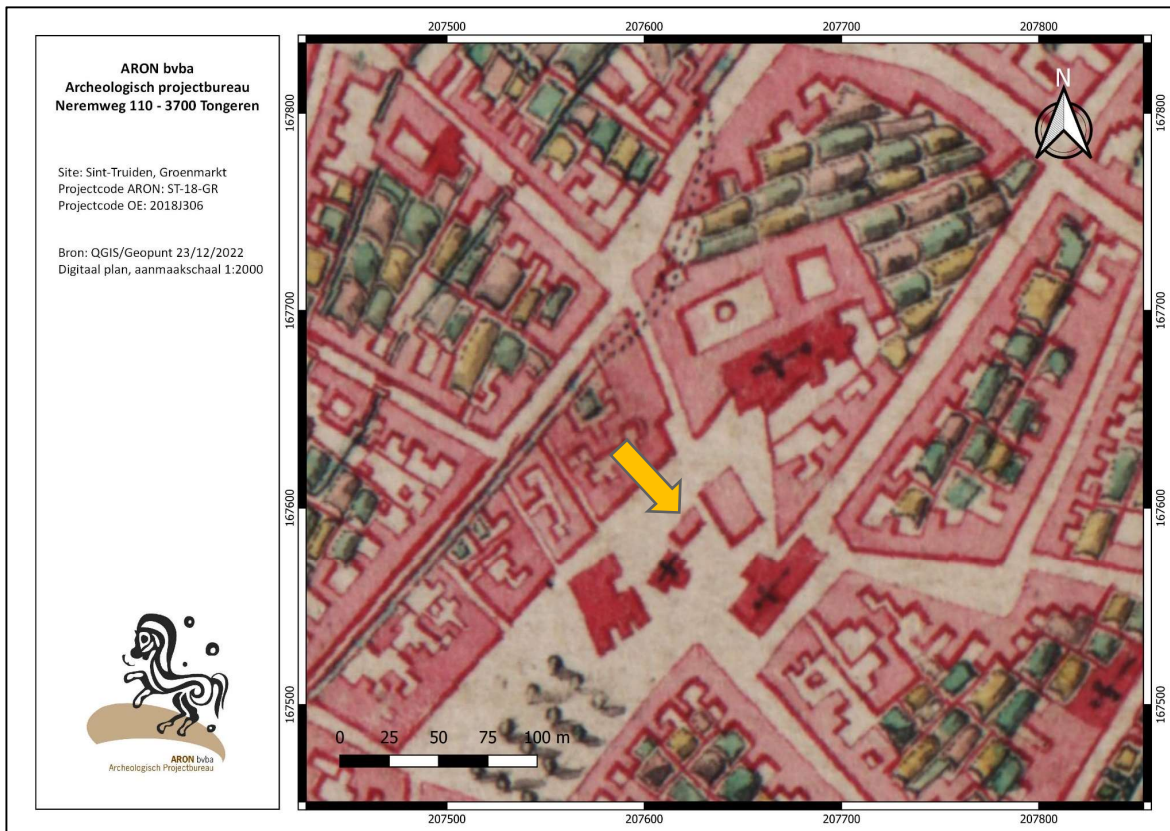 ARON bvba
Archeologisch projectbureau
Neremweg 110 - 3700 Tongeren
Site: Sint-Truiden, Groenmarkt
Projectcode ARON: ST-18-GR
Projectcode OE: 2018J306
Bron: QGIS/Geopunt 23/12/2022
Digitaal plan, aanmaakschaal 1:2000
ARON bvba
Archeologisch Projectbureau
207500 207600 207700 207800
167800 167800
167700 167700
167600 167600
167500 167500
N
0 25 50 75 100 m
207500 207600 207700 207800